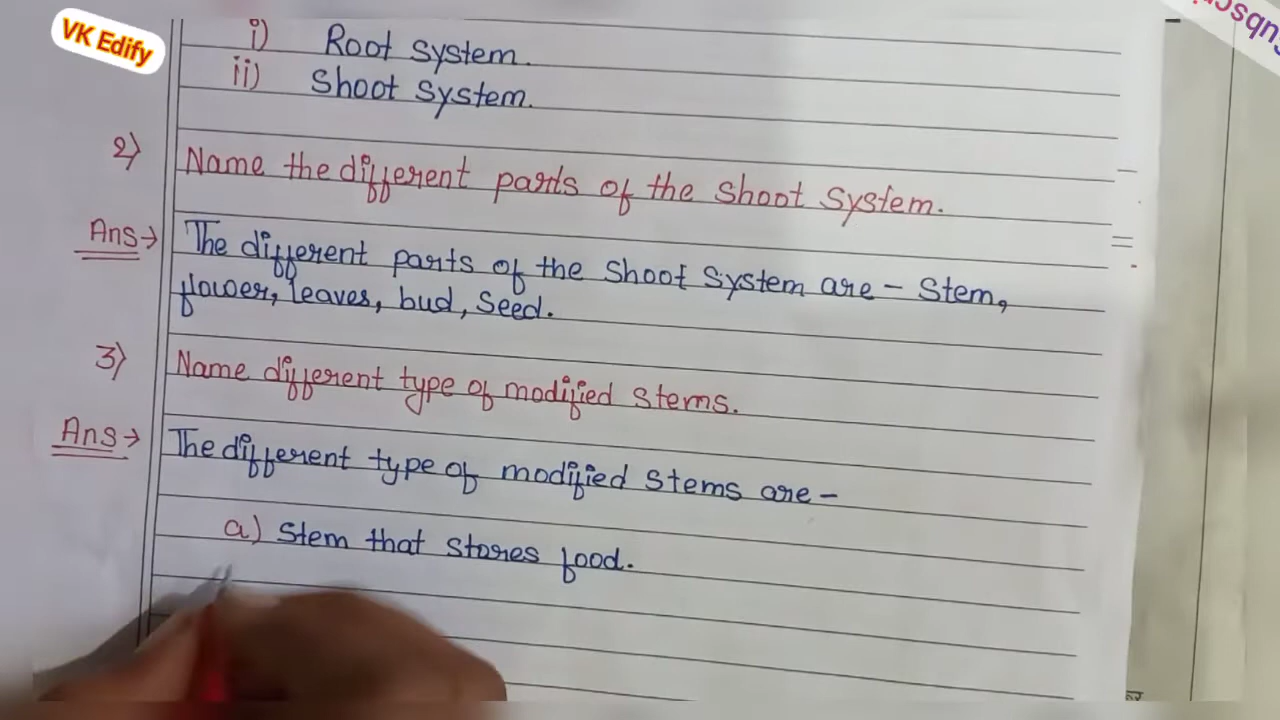 VK Edify
i) Root System.
ii) Shoot System.
2) Name the different parts of the Shoot System.
Ans→ The different parts of the Shoot System are - Stem,
flower, leaves, bud, Seed.
3) Name different type of modified Stems.
Ans→ The different type of modified Stems are -
a) Stem that stores food.